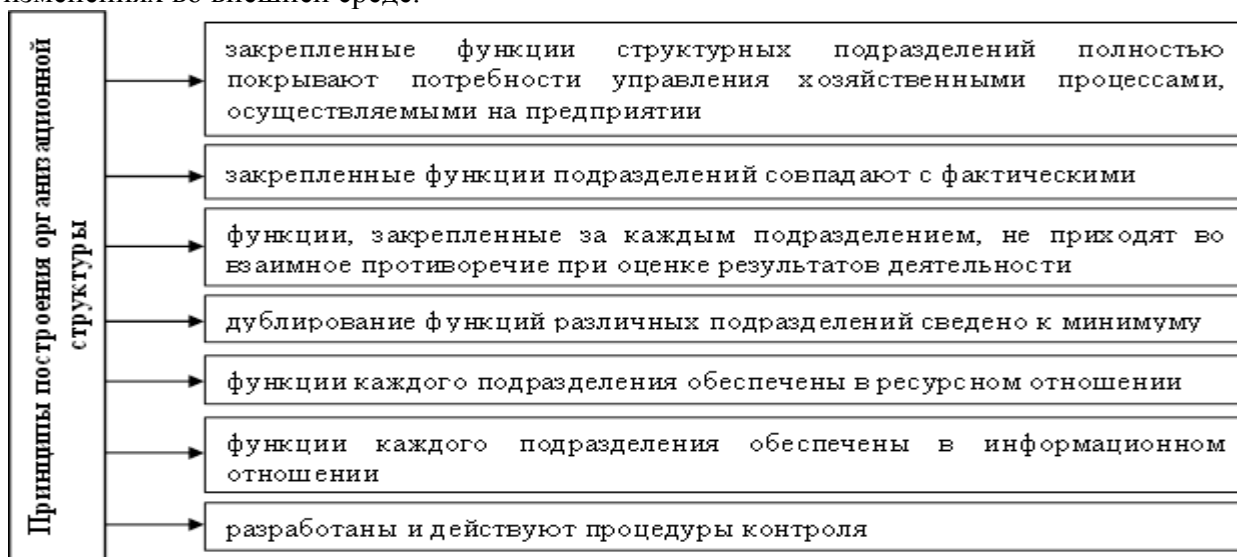 изменениях во внешней среде.
Принципы построения организационной
структуры
закрепленные функции структурных подразделений полностью
покрывают потребности управления хозяйственными процессами,
осуществляемыми на предприятии
закрепленные функции подразделений совпадают с фактическими
функции, закрепленные за каждым подразделением, не приходят во
взаимное противоречие при оценке результатов деятельности
дублирование функций различных подразделений сведено к минимуму
функции каждого подразделения обеспечены в ресурсном отношении
функции каждого подразделения обеспечены в информационном
отношении
разработаны и действуют процедуры контроля